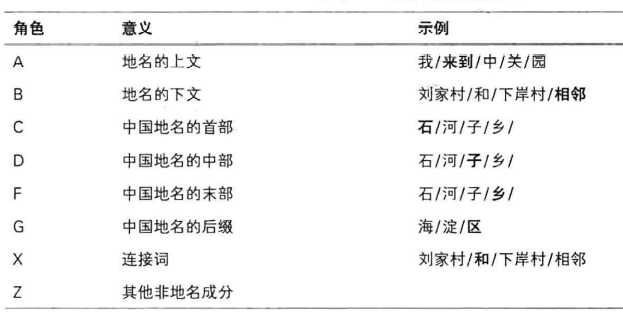 角色 意义 示例
A 地名的上文 我/来到/中/关/园
B 地名的下文 刘家村/和/下岸村/相邻
C 中国地名的首部 石/河/子/乡/
D 中国地名的中部 石/河/子/乡/
F 中国地名的末部 石/河/子/乡/
G 中国地名的后缀 海/淀/区
X 连接词 刘家村/和/下岸村/相邻
Z 其他非地名成分